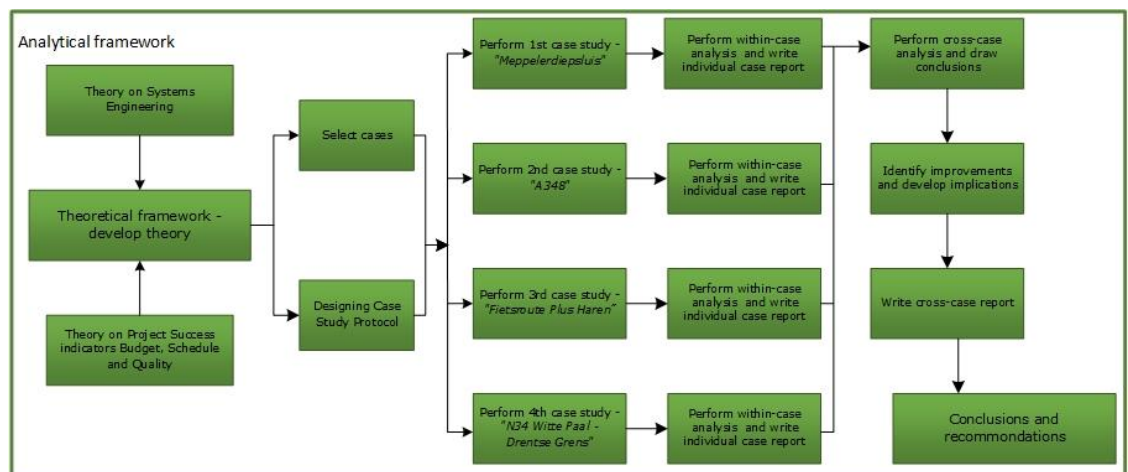 Analytical framework
Theory on Systems
Engineering
Theoretical framework -
develop theory
Theory on Project Success
indicators Budget, Schedule
and Quality
Select cases
Designing Case
Study Protocol
Perform 1st case study -
"Meppelerdiepsluis"
Perform within-case
analysis and write
individual case report
Perform 2nd case study -
"A348"
Perform within-case
analysis and write
individual case report
Perform 3rd case study -
"Fietsroute Plus Haren"
Perform within-case
analysis and write
individual case report
Perform 4th case study -
"N34 Witte Paal -
Drentse Grens"
Perform within-case
analysis and write
individual case report
Perform cross-case
analysis and draw
conclusions
Identify improvements
and develop implications
Write cross-case report
Conclusions and
recommondations